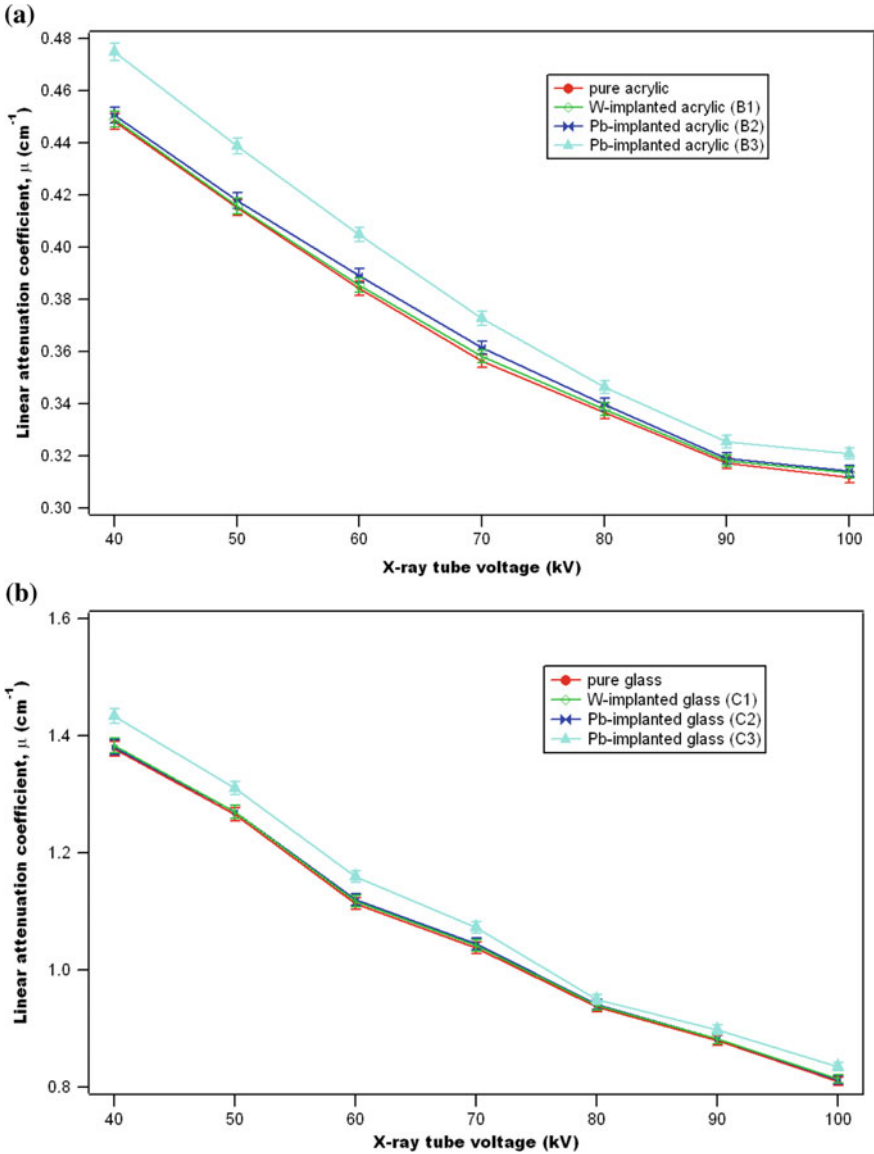 (a)
0.48
0.46
0.44
0.42
0.40
0.38
0.36
0.34
0.32
0.30
Linear attenuation coefficient, μ (cm⁻¹)
pure acrylic
W-implanted acrylic (B1)
Pb-implanted acrylic (B2)
Pb-implanted acrylic (B3)
40 50 60 70 80 90 100
X-ray tube voltage (kV)
(b)
1.6
1.4
1.2
1.0
0.8
Linear attenuation coefficient, μ (cm⁻¹)
pure glass
W-implanted glass (C1)
Pb-implanted glass (C2)
Pb-implanted glass (C3)
40 50 60 70 80 90 100
X-ray tube voltage (kV)